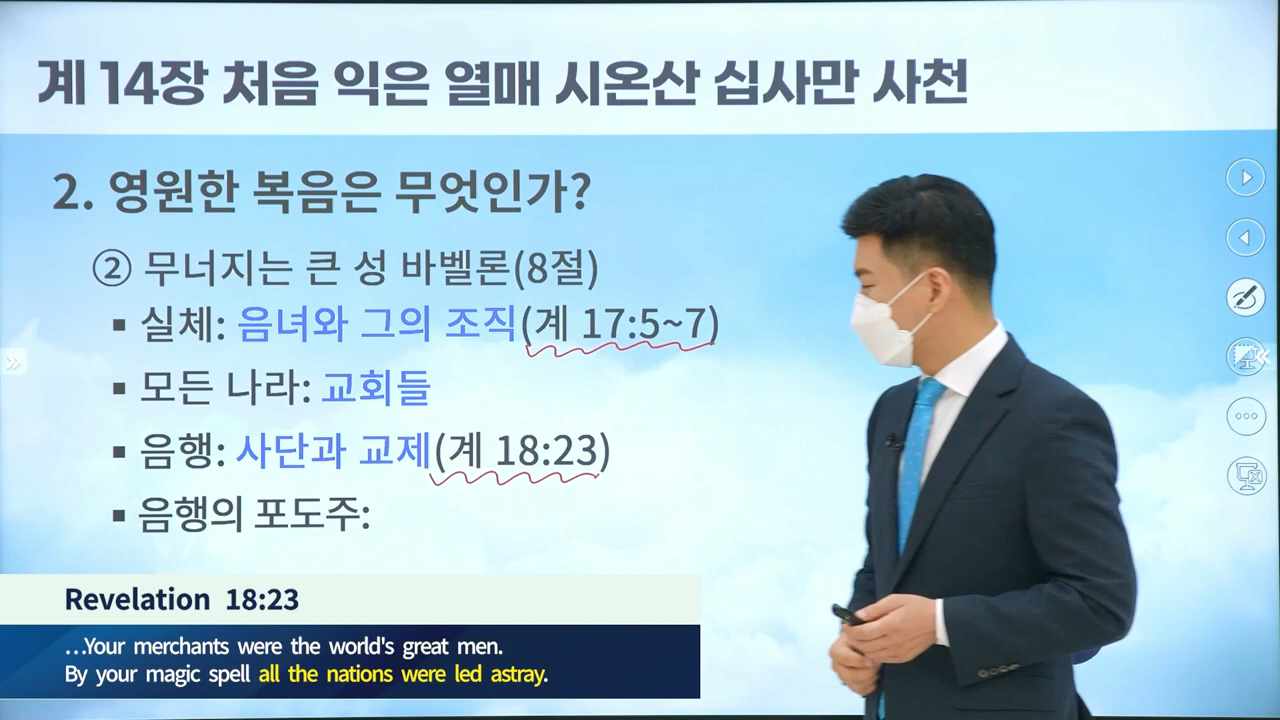 계 14장 처음 익은 열매 시온산 십사만 사천
2. 영원한 복음은 무엇인가?
② 무너지는 큰 성 바벨론(8절)
▪ 실체: 음녀와 그의 조직(계 17:5~7)
▪ 모든 나라: 교회들
▪ 음행: 사단과 교제(계 18:23)
▪ 음행의 포도주:
Revelation 18:23
...Your merchants were the world's great men.
By your magic spell all the nations were led astray.